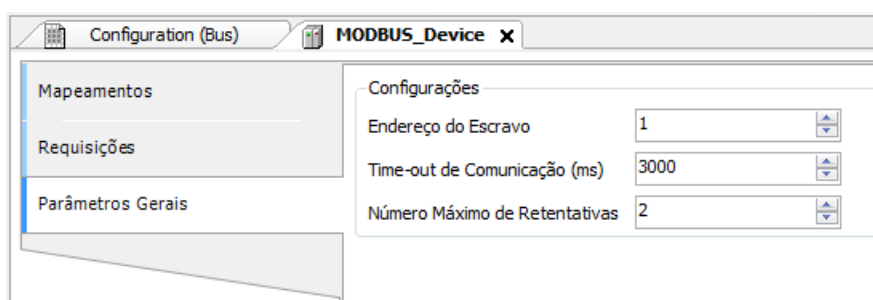 Configuration (Bus) MODBUS_Device x
Mapeamentos
Requisições
Parâmetros Gerais
Configurações
Endereço do Escravo 1
Time-out de Comunicação (ms) 3000
Número Máximo de Retentativas 2